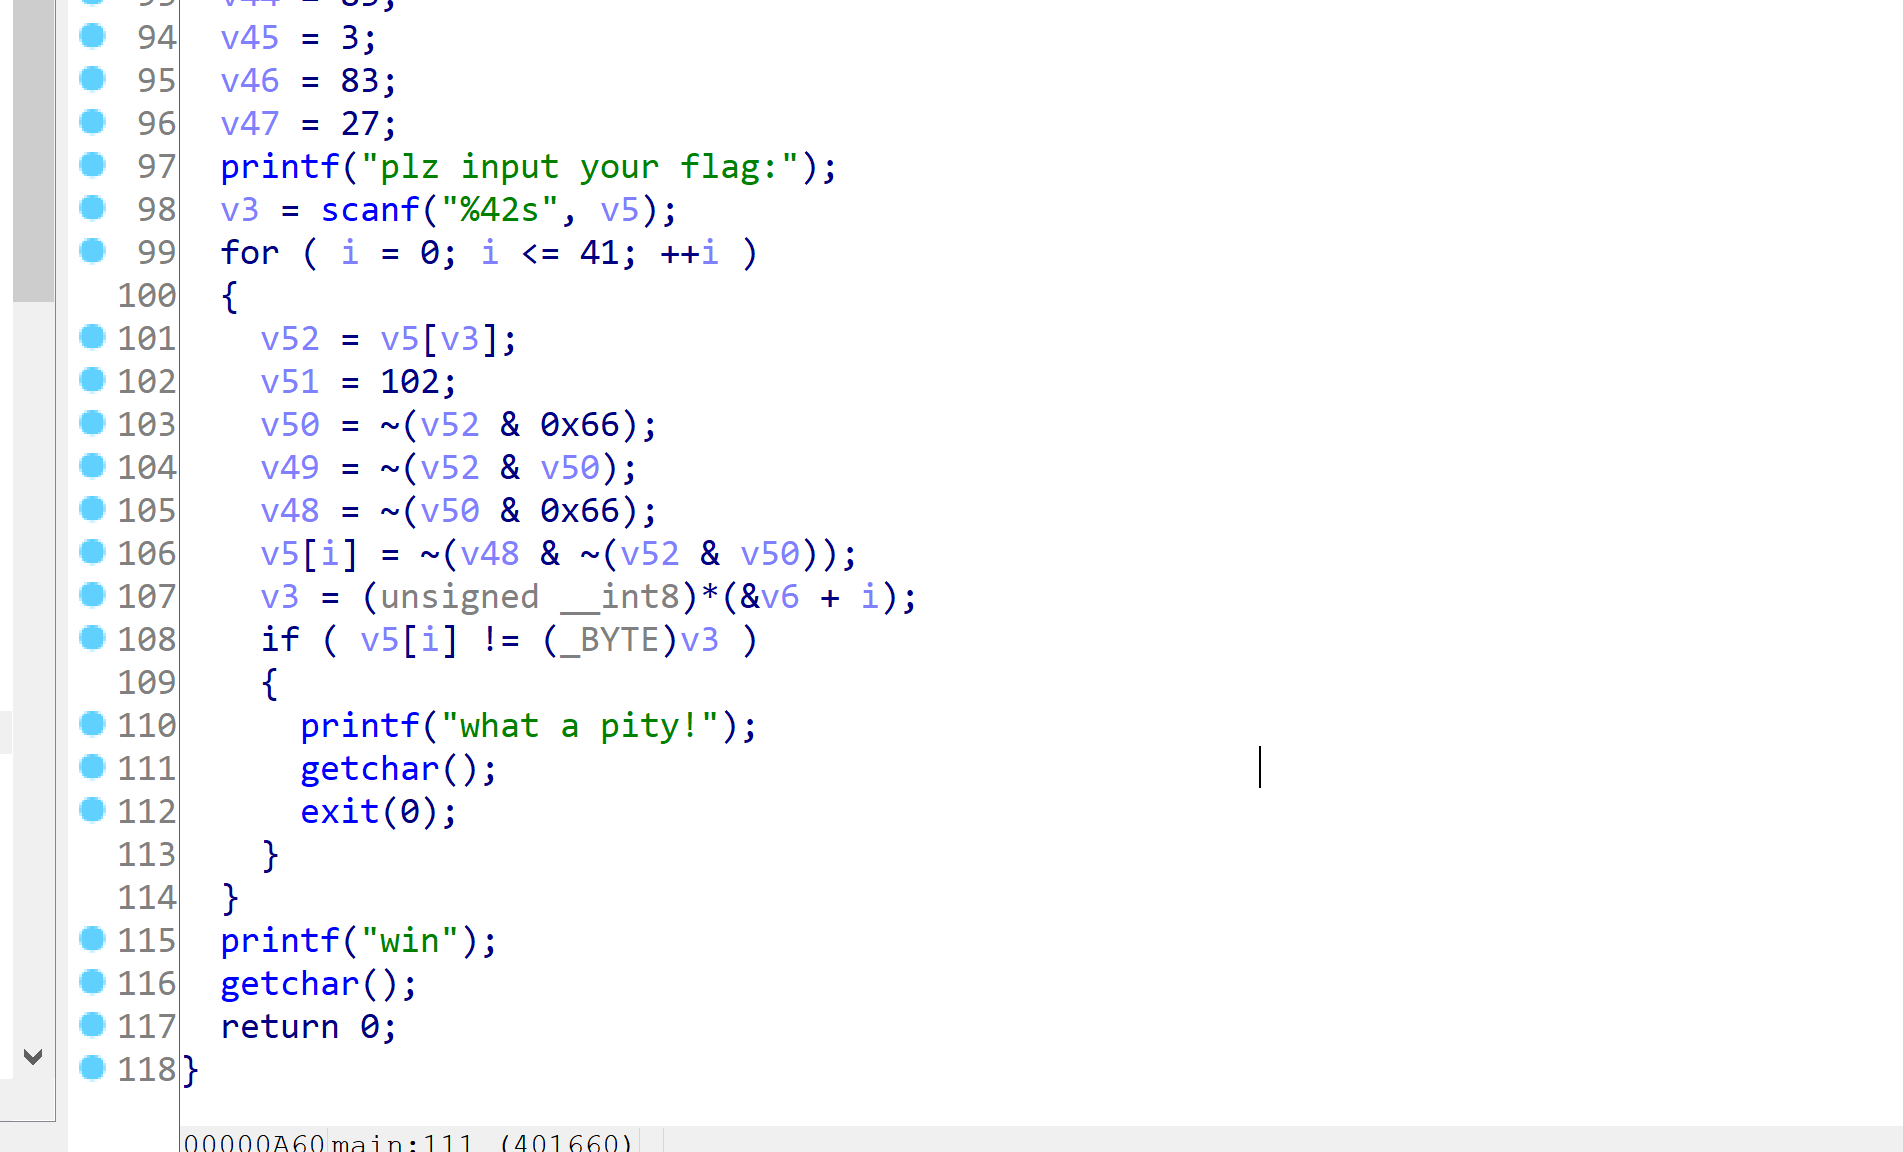 93 v44 = 83;
94 v45 = 3;
95 v46 = 83;
96 v47 = 27;
97 printf("plz input your flag:");
98 v3 = scanf("%42s", v5);
99 for ( i = 0; i <= 41; ++i )
100 {
101 v52 = v5[v3];
102 v51 = 102;
103 v50 = ~(v52 & 0x66);
104 v49 = ~(v52 & v50);
105 v48 = ~(v50 & 0x66);
106 v5[i] = ~(v48 & ~(v52 & v50));
107 v3 = (unsigned __int8)*(&v6 + i);
108 if ( v5[i] != (_BYTE)v3 )
109 {
110 printf("what a pity!");
111 getchar();
112 exit(0);
113 }
114 }
115 printf("win");
116 getchar();
117 return 0;
118 }
00000A60 main:111 (401660)